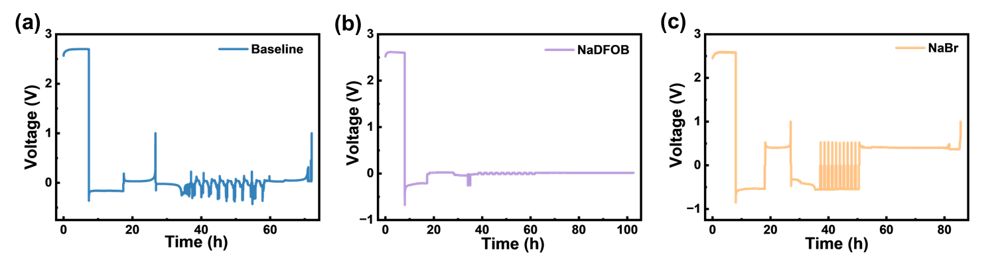 (a)
Baseline
3
2
1
0
Voltage (V)
0 20 40 60
Time (h)
(b)
NaDFOB
3
2
1
0
−1
Voltage (V)
0 20 40 60 80 100
Time (h)
(c)
NaBr
3
2
1
0
−1
Voltage (V)
0 20 40 60 80
Time (h)